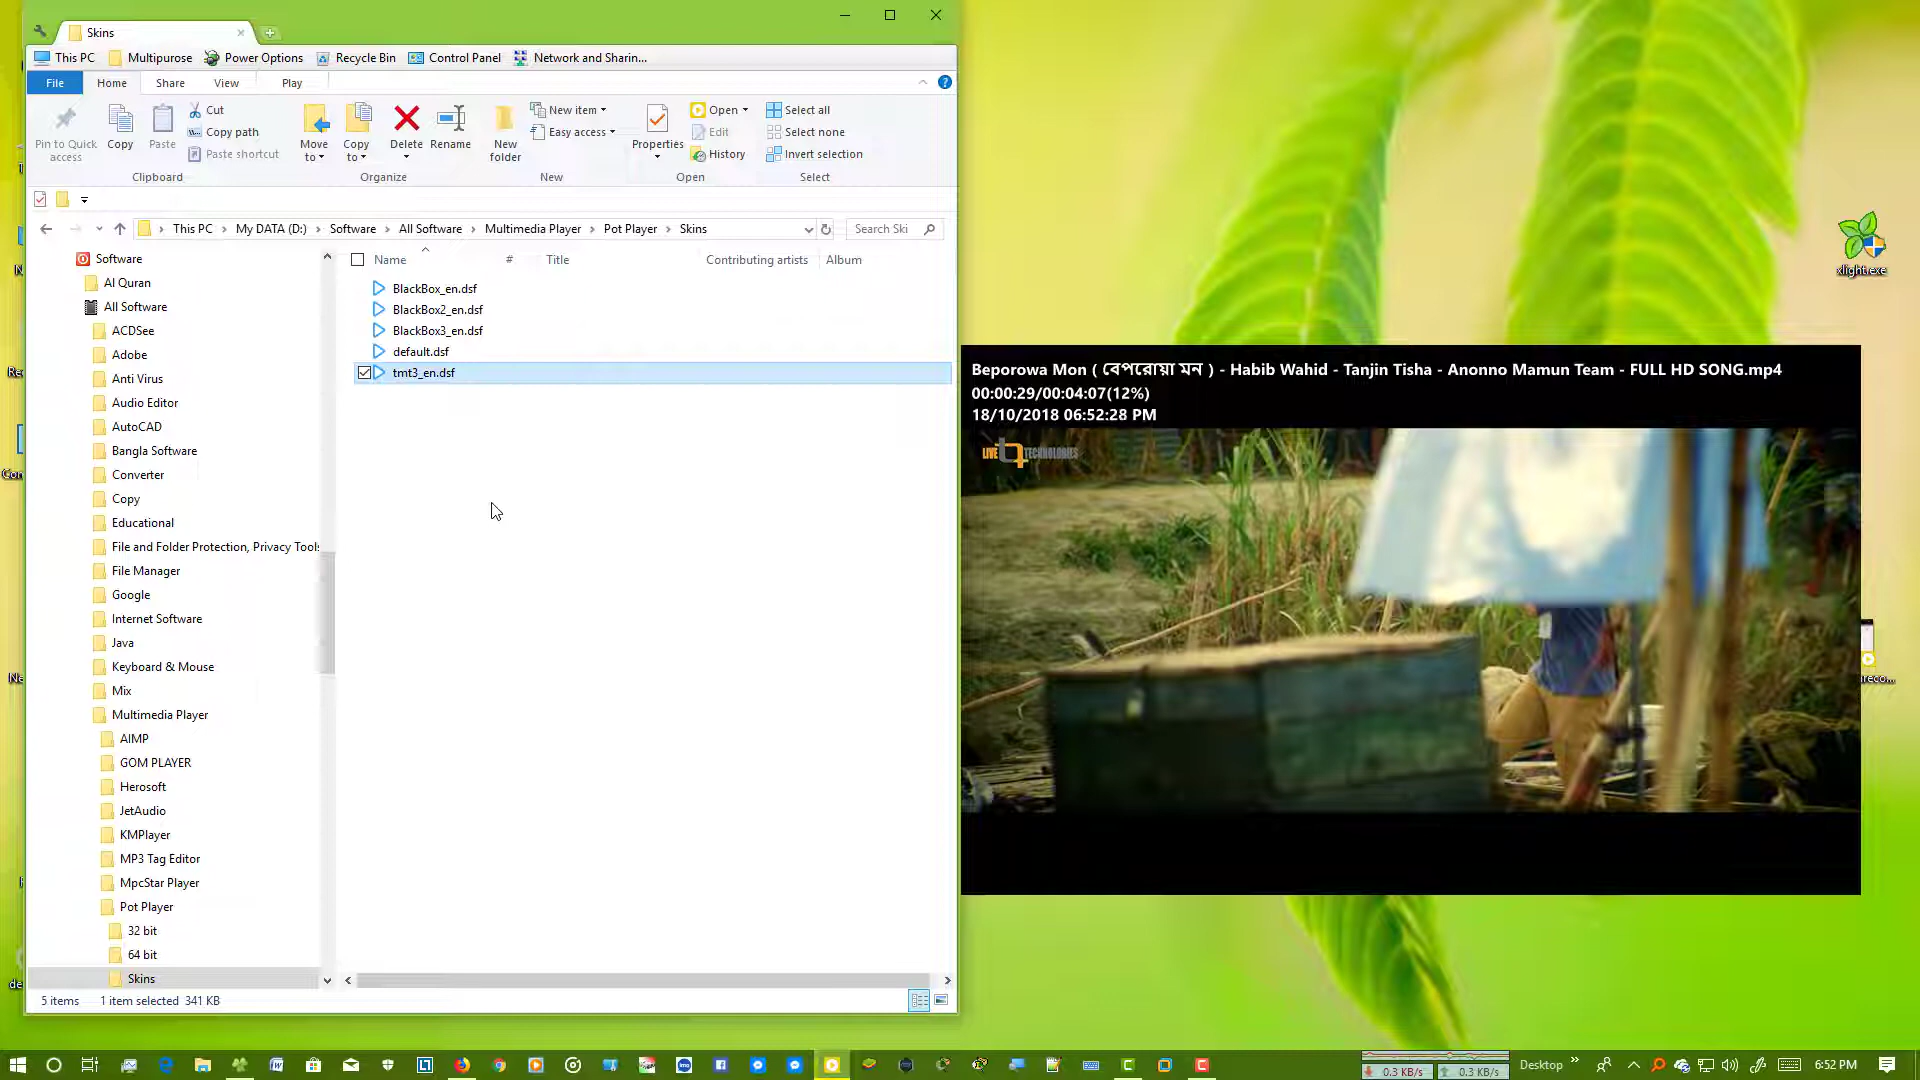 Skins
This PC Multipurose Power Options Recycle Bin Control Panel Network and Sharin...
File Home Share View Play
Pin to Quick access
Copy
Paste
Cut
Copy path
Paste shortcut
Clipboard
Move to
Copy to
Delete
Rename
Organize
New folder
New item
Easy access
New
Properties
Open
Edit
History
Open
Select all
Select none
Invert selection
Select
This PC My DATA (D:) Software All Software Multimedia Player Pot Player Skins
Search Ski
Software
Al Quran
All Software
ACDSee
Adobe
Anti Virus
Audio Editor
AutoCAD
Bangla Software
Converter
Copy
Educational
File and Folder Protection, Privacy Tools
File Manager
Google
Internet Software
Java
Keyboard & Mouse
Mix
Multimedia Player
AIMP
GOM PLAYER
Herosoft
JetAudio
KMPlayer
MP3 Tag Editor
MpcStar Player
Pot Player
32 bit
64 bit
Skins
Name # Title Contributing artists Album
BlackBox_en.dsf
BlackBox2_en.dsf
BlackBox3_en.dsf
default.dsf
tmt3_en.dsf
5 items 1 item selected 341 KB
xlight.exe
Beporowa Mon ( বেপরোয়া মন ) - Habib Wahid - Tanjin Tisha - Anonno Mamun Team - FULL HD SONG.mp4
00:00:29/00:04:07(12%)
18/10/2018 06:52:28 PM
LIVE TECHNOLOGIES
0.3 KB/s 0.3 KB/s Desktop 6:52 PM